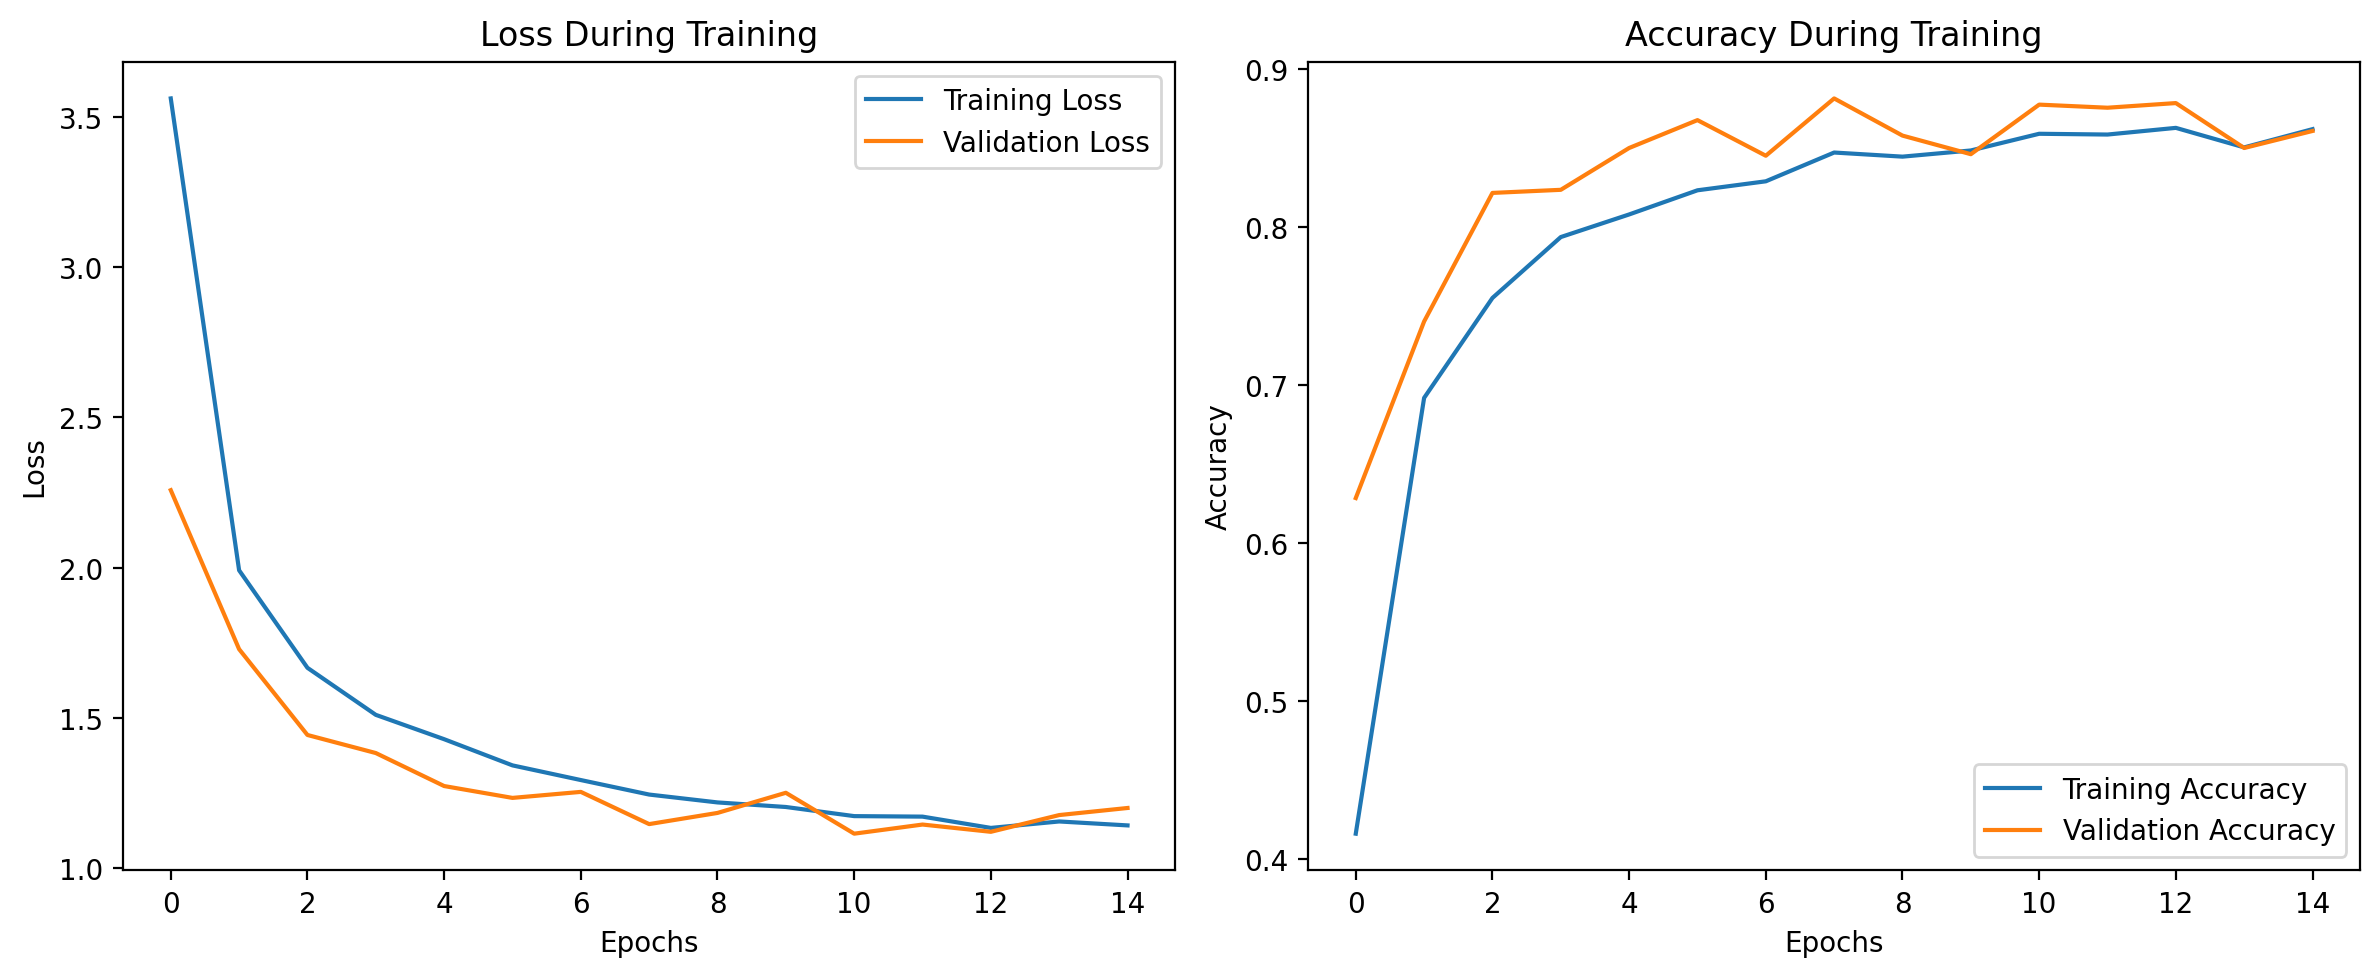 Loss During Training
3.5
3.0
2.5
2.0
1.5
1.0
Loss
Training Loss
Validation Loss
0 2 4 6 8 10 12 14
Epochs
Accuracy During Training
0.9
0.8
0.7
0.6
0.5
0.4
Accuracy
Training Accuracy
Validation Accuracy
0 2 4 6 8 10 12 14
Epochs